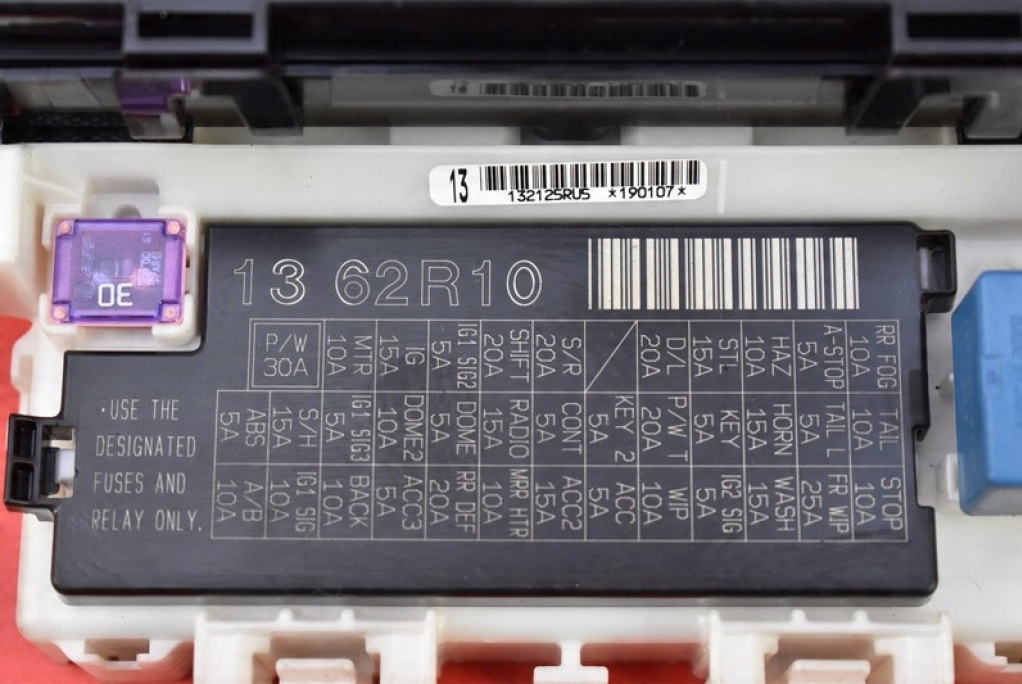 13
132125RU5 *190107*
30
13 62R10
P/W
30A
MTR
10A
IG
15A
IG1 SIG2
5A
SHIFT
20A
S/R
20A
D/L
20A
STL
15A
HAZ
10A
A-STOP
5A
RR FOG
10A
ABS
5A
S/H
15A
IG1 SIG3
5A
DOME2
10A
DOME
5A
RADIO
15A
CONT
5A
KEY 2
5A
P/W T
20A
KEY
5A
HORN
15A
TAIL L
5A
TAIL
10A
A/B
10A
IG1 SIG
10A
BACK
10A
ACC3
5A
RR DEF
20A
MRR HTR
10A
ACC2
15A
ACC
5A
WIP
10A
IG2 SIG
5A
WASH
15A
FR WIP
25A
STOP
10A
·USE THE
DESIGNATED
FUSES AND
RELAY ONLY.